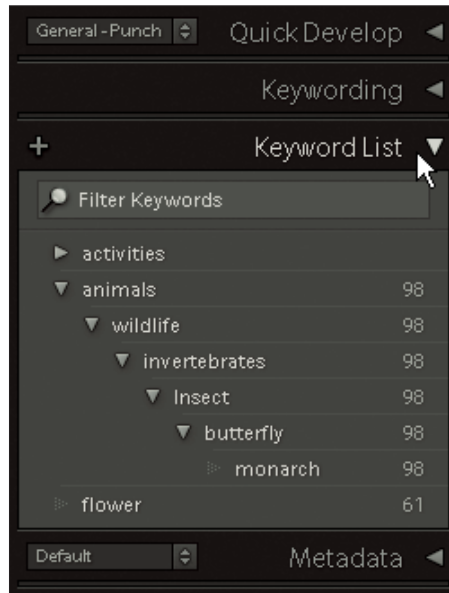 General - Punch Quick Develop
Keywording
Keyword List
Filter Keywords
activities
animals 98
wildlife 98
invertebrates 98
Insect 98
butterfly 98
monarch 98
flower 61
Default Metadata